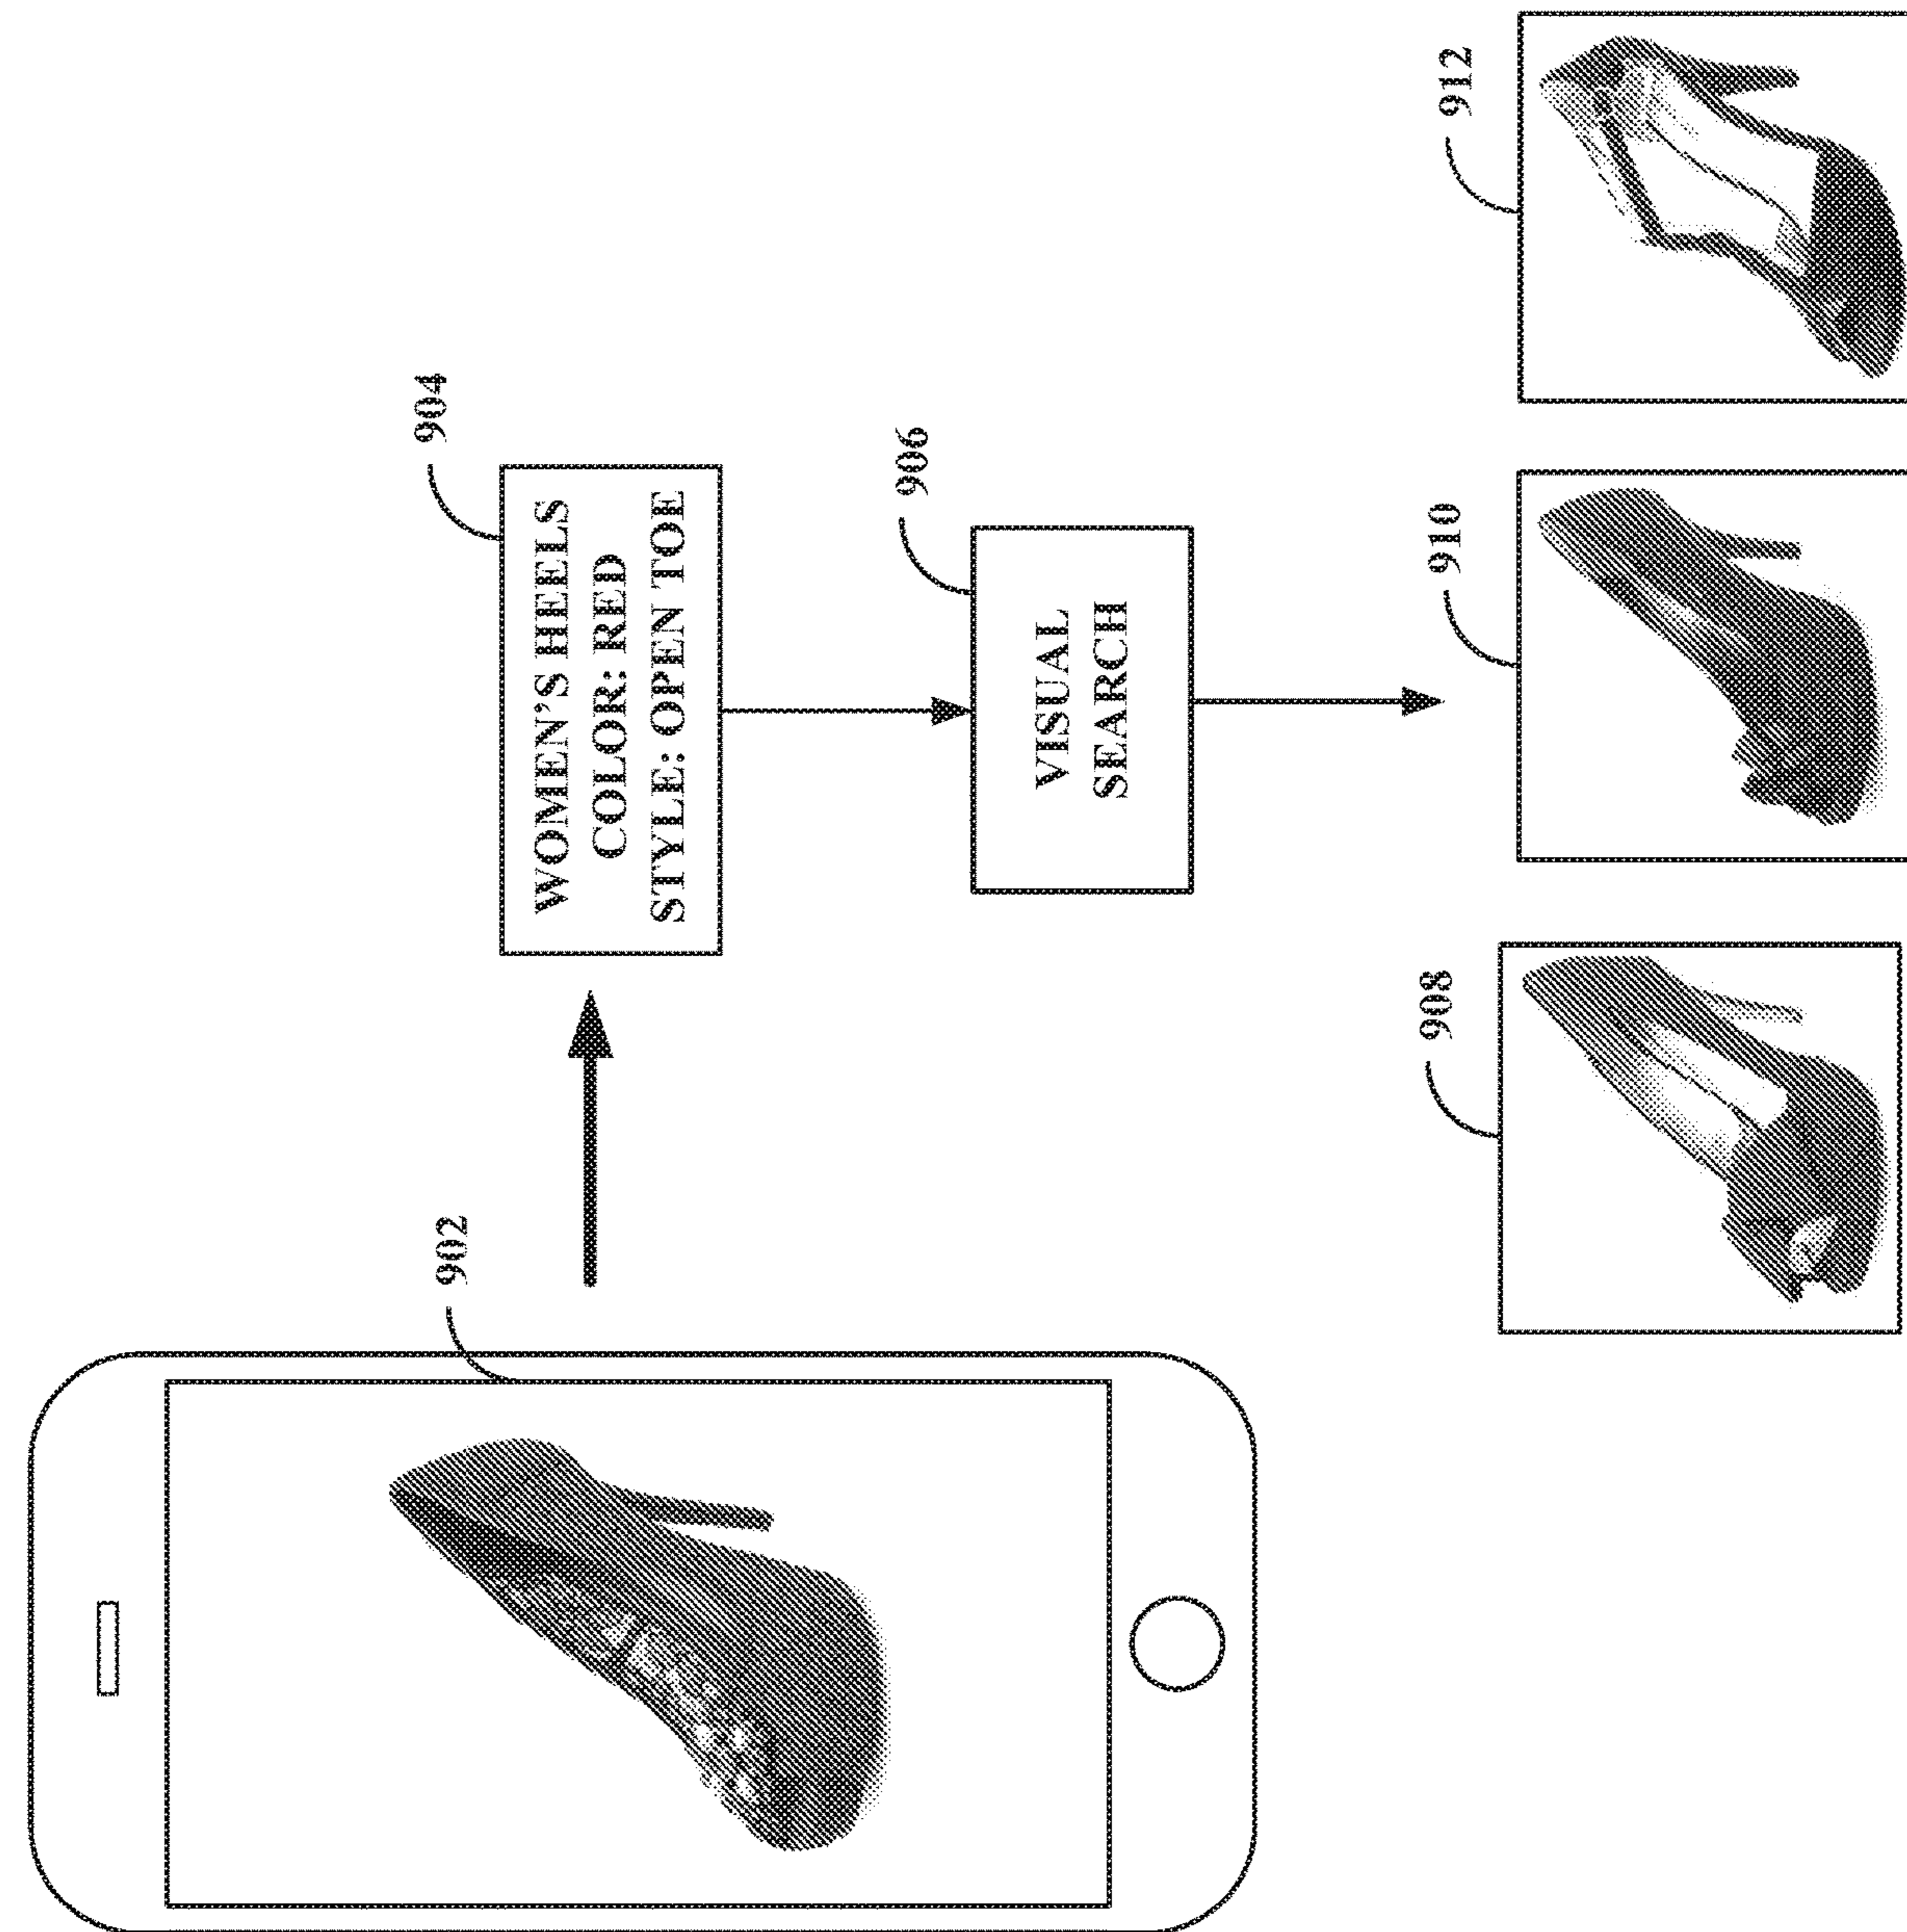 902
904
WOMEN'S HEELS
COLOR: RED
STYLE: OPEN TOE
906
VISUAL
SEARCH
908
910
912